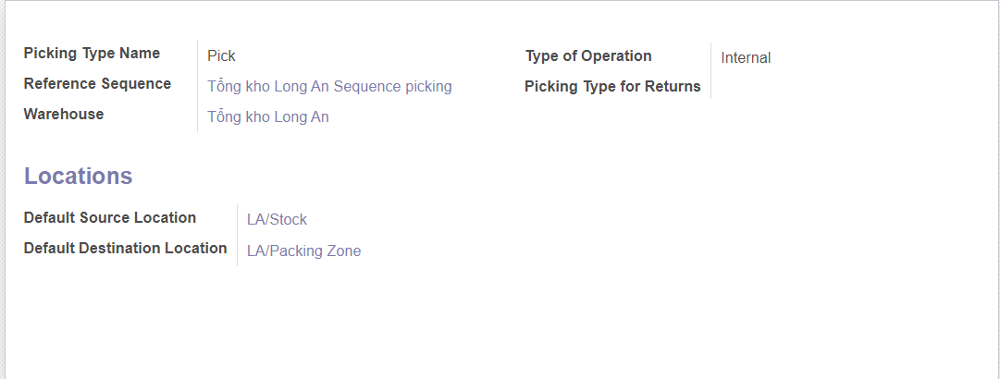 Picking Type Name Pick
Reference Sequence Tổng kho Long An Sequence picking
Warehouse Tổng kho Long An
Type of Operation Internal
Picking Type for Returns
Locations
Default Source Location LA/Stock
Default Destination Location LA/Packing Zone